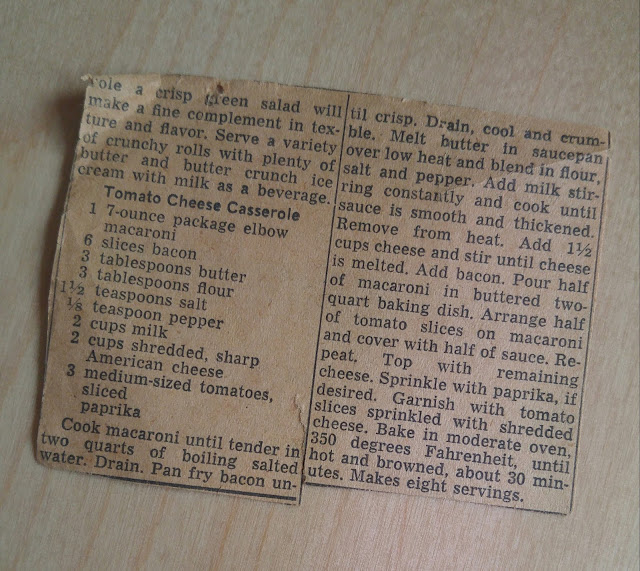 role a crisp green salad will
make a fine complement in tex-
ture and flavor. Serve a variety
of crunchy rolls with plenty of
butter and butter crunch ice
cream with milk as a beverage.
Tomato Cheese Casserole
1 7-ounce package elbow
macaroni
6 slices bacon
3 tablespoons butter
3 tablespoons flour
1½ teaspoons salt
⅛ teaspoon pepper
2 cups milk
2 cups shredded, sharp
American cheese
3 medium-sized tomatoes,
sliced
paprika
Cook macaroni until tender in
two quarts of boiling salted
water. Drain. Pan fry bacon un-
til crisp. Drain, cool and crum-
ble. Melt butter in saucepan
over low heat and blend in flour,
salt and pepper. Add milk stir-
ring constantly and cook until
sauce is smooth and thickened.
Remove from heat. Add 1½
cups cheese and stir until cheese
is melted. Add bacon. Pour half
of macaroni in buttered two-
quart baking dish. Arrange half
of tomato slices on macaroni
and cover with half of sauce. Re-
peat. Top with remaining
cheese. Sprinkle with paprika, if
desired. Garnish with tomato
slices sprinkled with shredded
cheese. Bake in moderate oven,
350 degrees Fahrenheit, until
hot and browned, about 30 min-
utes. Makes eight servings.